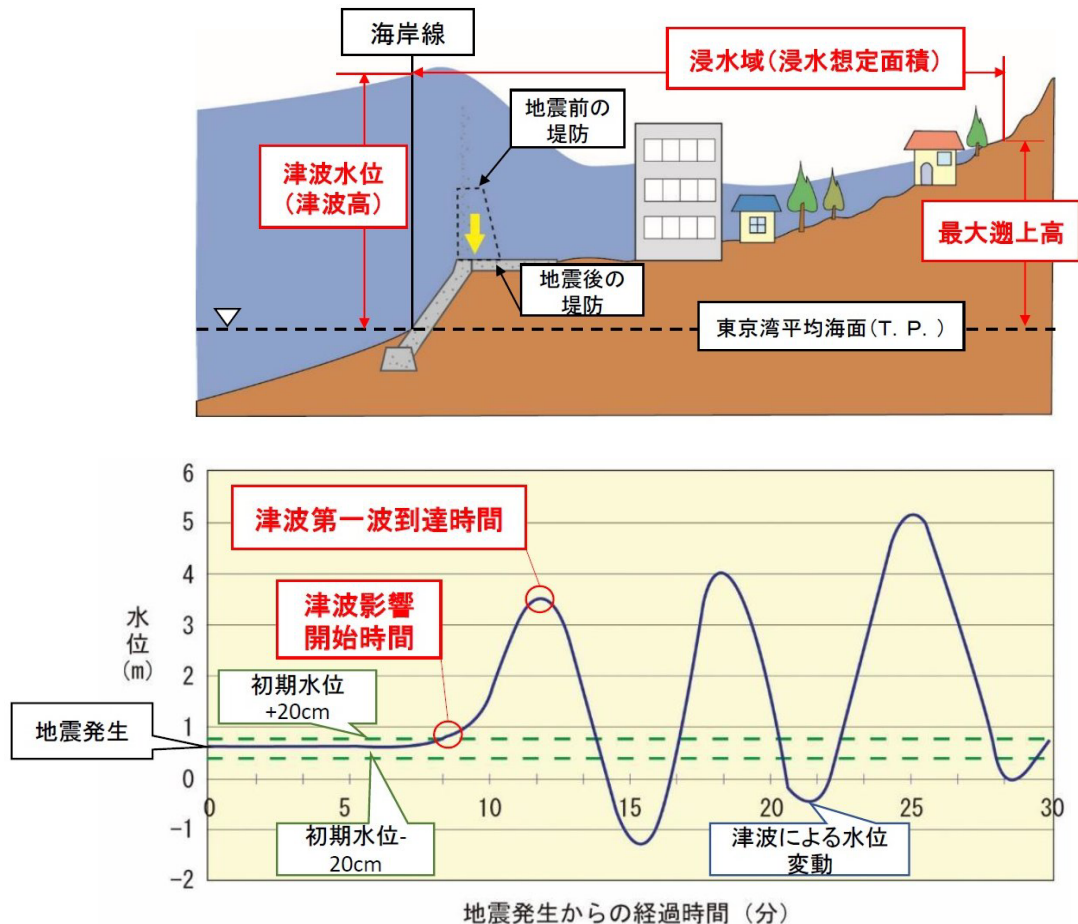 海岸線
浸水域（浸水想定面積）
地震前の
堤防
津波水位
（津波高）
最大遡上高
地震後の
堤防
東京湾平均海面（T. P. ）
6
5
4
3
2
1
0
-1
-2
水
位
(m)
津波第一波到達時間
津波影響
開始時間
初期水位
+20cm
地震発生
初期水位-
20cm
津波による水位
変動
0 5 10 15 20 25 30
地震発生からの経過時間（分）